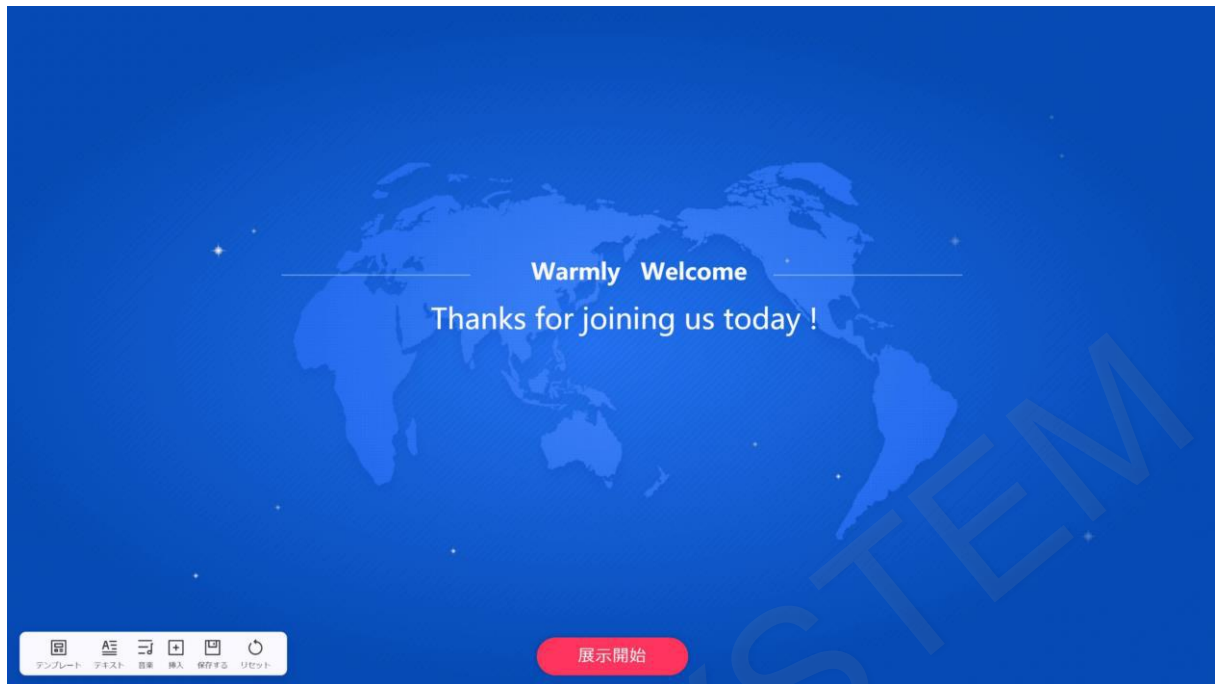 Warmly Welcome
Thanks for joining us today !
テンプレート テキスト 音楽 挿入 保存する リセット
展示開始
YSTEM